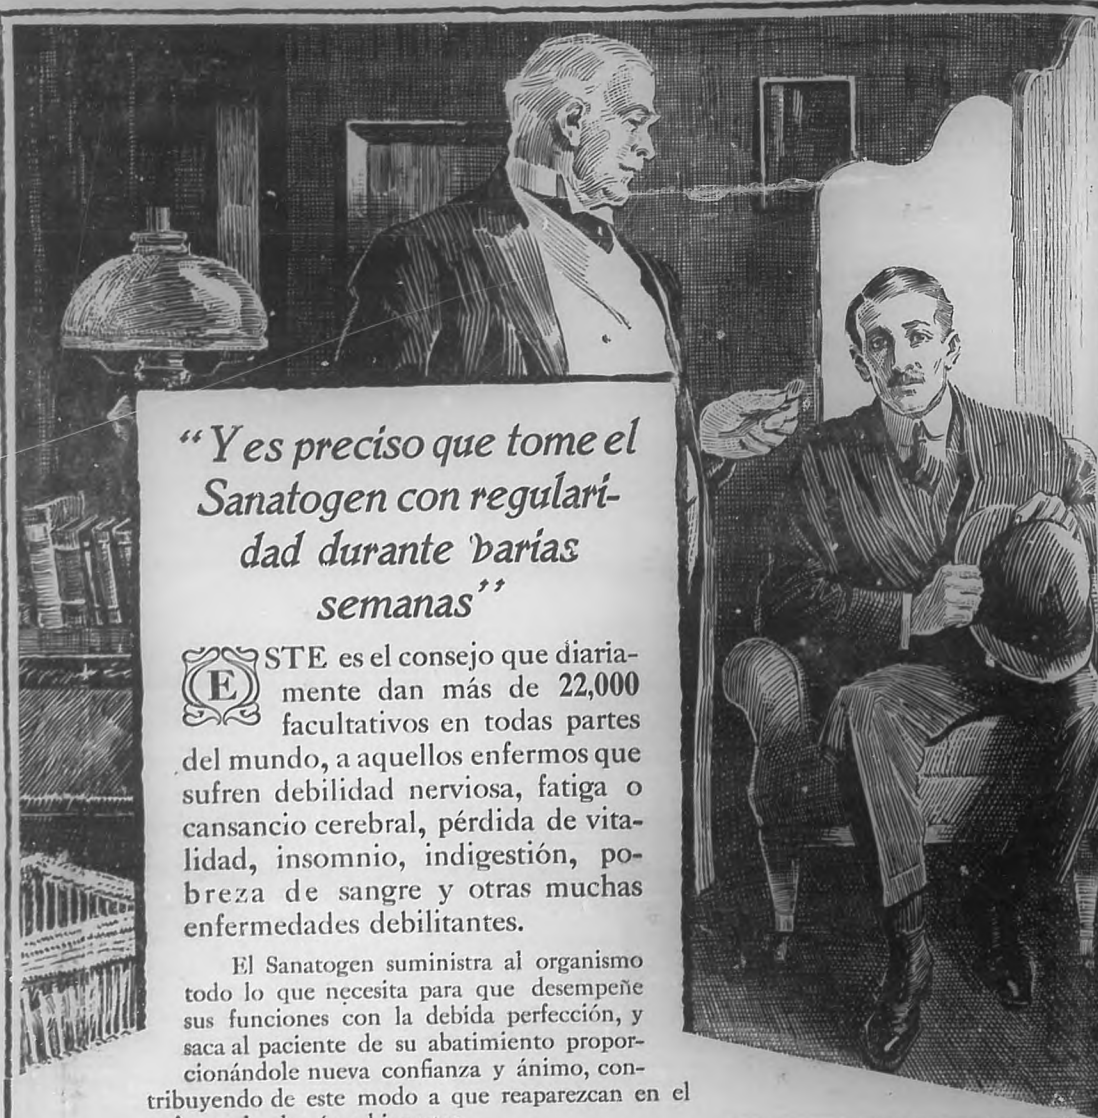 "Y es preciso que tome el
Sanatogen con regulari-
dad durante varias
semanas"
ESTE es el consejo que diaria-
mente dan más de 22,000
facultativos en todas partes
del mundo, a aquellos enfermos que
sufren debilidad nerviosa, fatiga o
cansancio cerebral, pérdida de vita-
lidad, insomnio, indigestión, po-
breza de sangre y otras muchas
enfermedades debilitantes.
El Sanatogen suministra al organismo
todo lo que necesita para que desempeñe
sus funciones con la debida perfección, y
saca al paciente de su abatimiento propor-
cionándole nueva confianza y ánimo, con-
tribuyendo de este modo a que reaparezcan en el